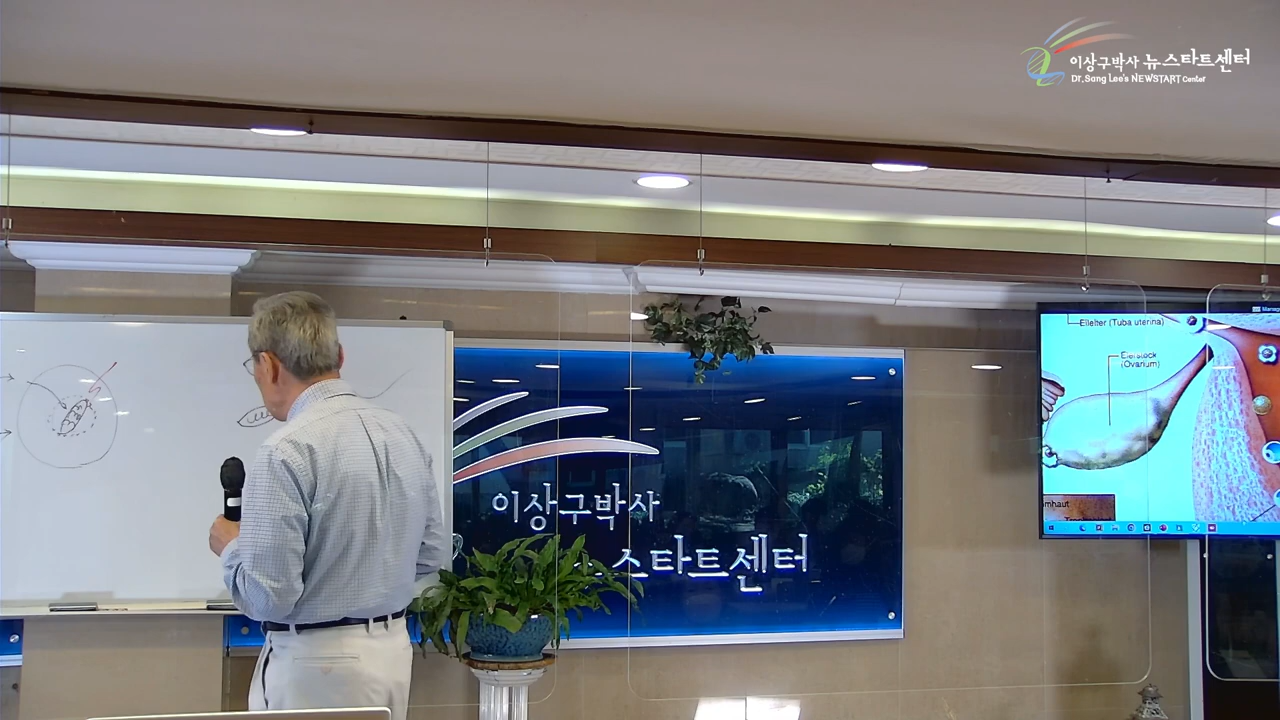 이상구박사 뉴스타트센터
Dr. Sang Lee's NEWSTART Center
Eileiter (Tuba uterina)
Eierstock
(Ovarium)
이상구박사
스타트센터